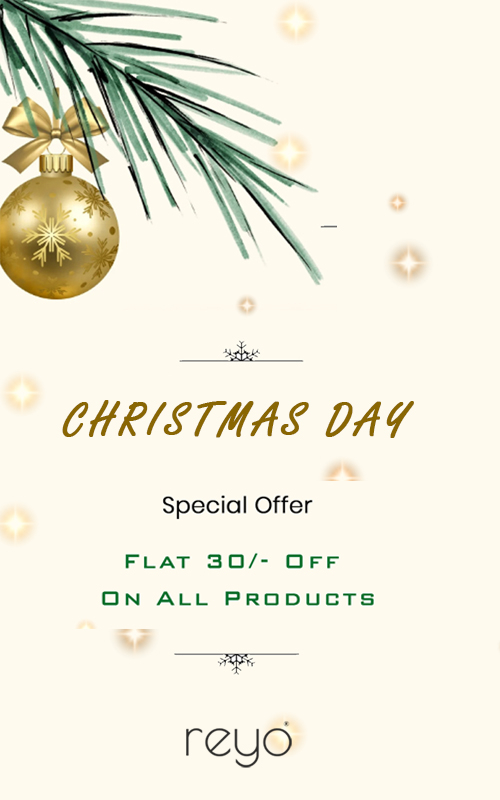 CHRISTMAS DAY
Special Offer
FLAT 30/- OFF
ON ALL PRODUCTS
reyo®